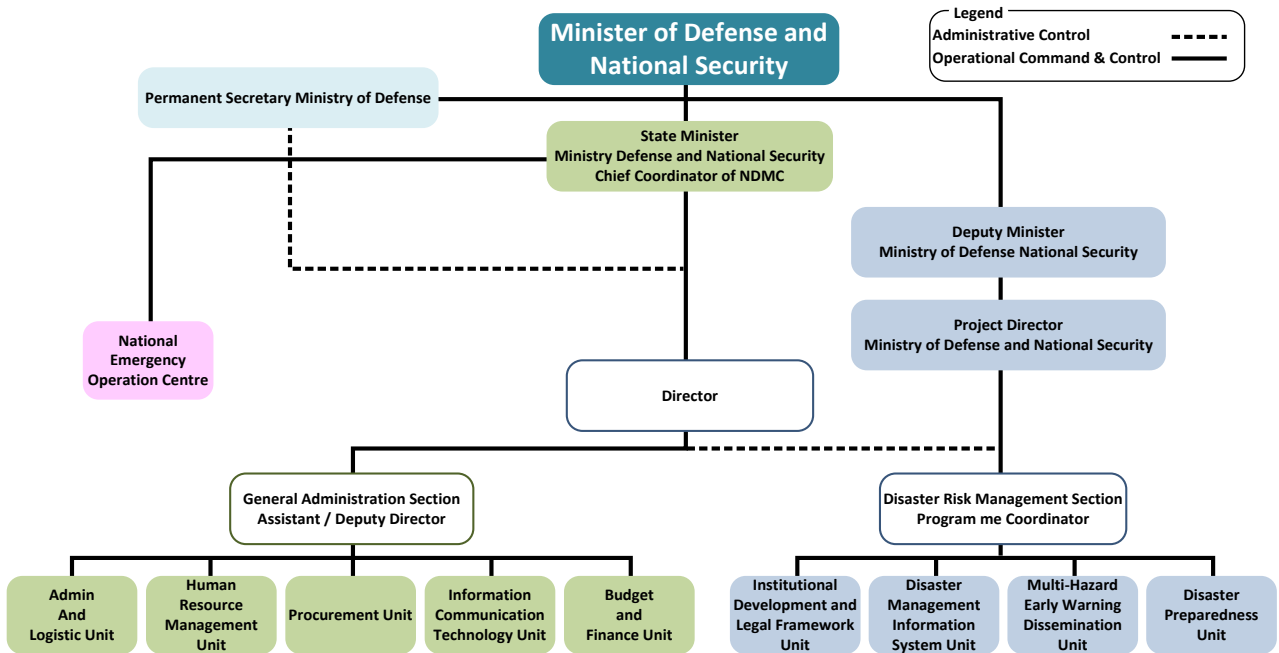 Minister of Defense and
National Security
Legend
Administrative Control
Operational Command & Control
Permanent Secretary Ministry of Defense
State Minister
Ministry Defense and National Security
Chief Coordinator of NDMC
Deputy Minister
Ministry of Defense National Security
National
Emergency
Operation Centre
Project Director
Ministry of Defense and National Security
Director
General Administration Section
Assistant / Deputy Director
Disaster Risk Management Section
Program me Coordinator
Admin
And
Logistic Unit
Human
Resource
Management
Unit
Procurement Unit
Information
Communication
Technology Unit
Budget
and
Finance Unit
Institutional
Development and
Legal Framework
Unit
Disaster
Management
Information
System Unit
Multi-Hazard
Early Warning
Dissemination
Unit
Disaster
Preparedness
Unit